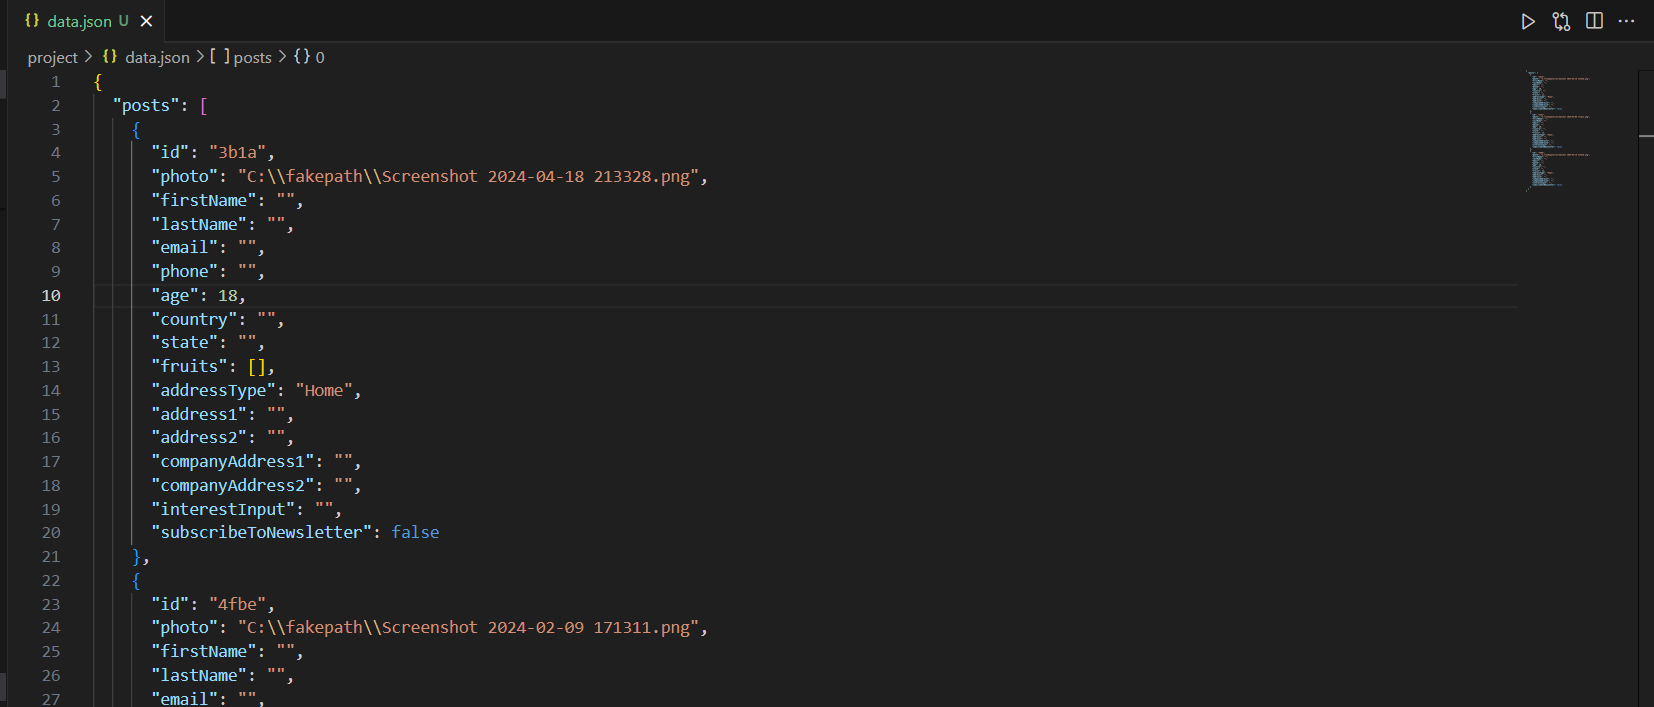 {} data.json U ×
project > {} data.json > [ ] posts > {} 0
1 {
2 "posts": [
3 {
4 "id": "3b1a",
5 "photo": "C:\\fakepath\\Screenshot 2024-04-18 213328.png",
6 "firstName": "",
7 "lastName": "",
8 "email": "",
9 "phone": "",
10 "age": 18,
11 "country": "",
12 "state": "",
13 "fruits": [],
14 "addressType": "Home",
15 "address1": "",
16 "address2": "",
17 "companyAddress1": "",
18 "companyAddress2": "",
19 "interestInput": "",
20 "subscribeToNewsletter": false
21 },
22 {
23 "id": "4fbe",
24 "photo": "C:\\fakepath\\Screenshot 2024-02-09 171311.png",
25 "firstName": "",
26 "lastName": "",
27 "email": "",